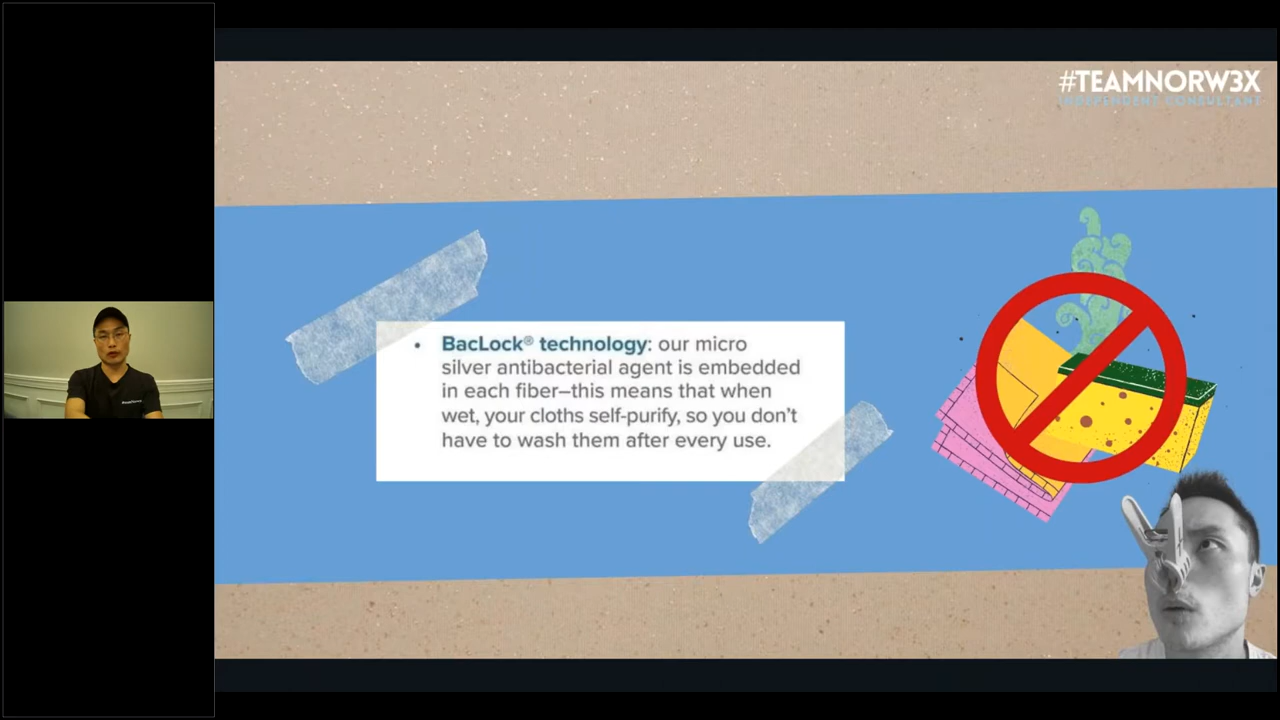 #TEAMNORW3X
INDEPENDENT CONSULTANT
• BacLock® technology: our micro
silver antibacterial agent is embedded
in each fiber—this means that when
wet, your cloths self-purify, so you don't
have to wash them after every use.